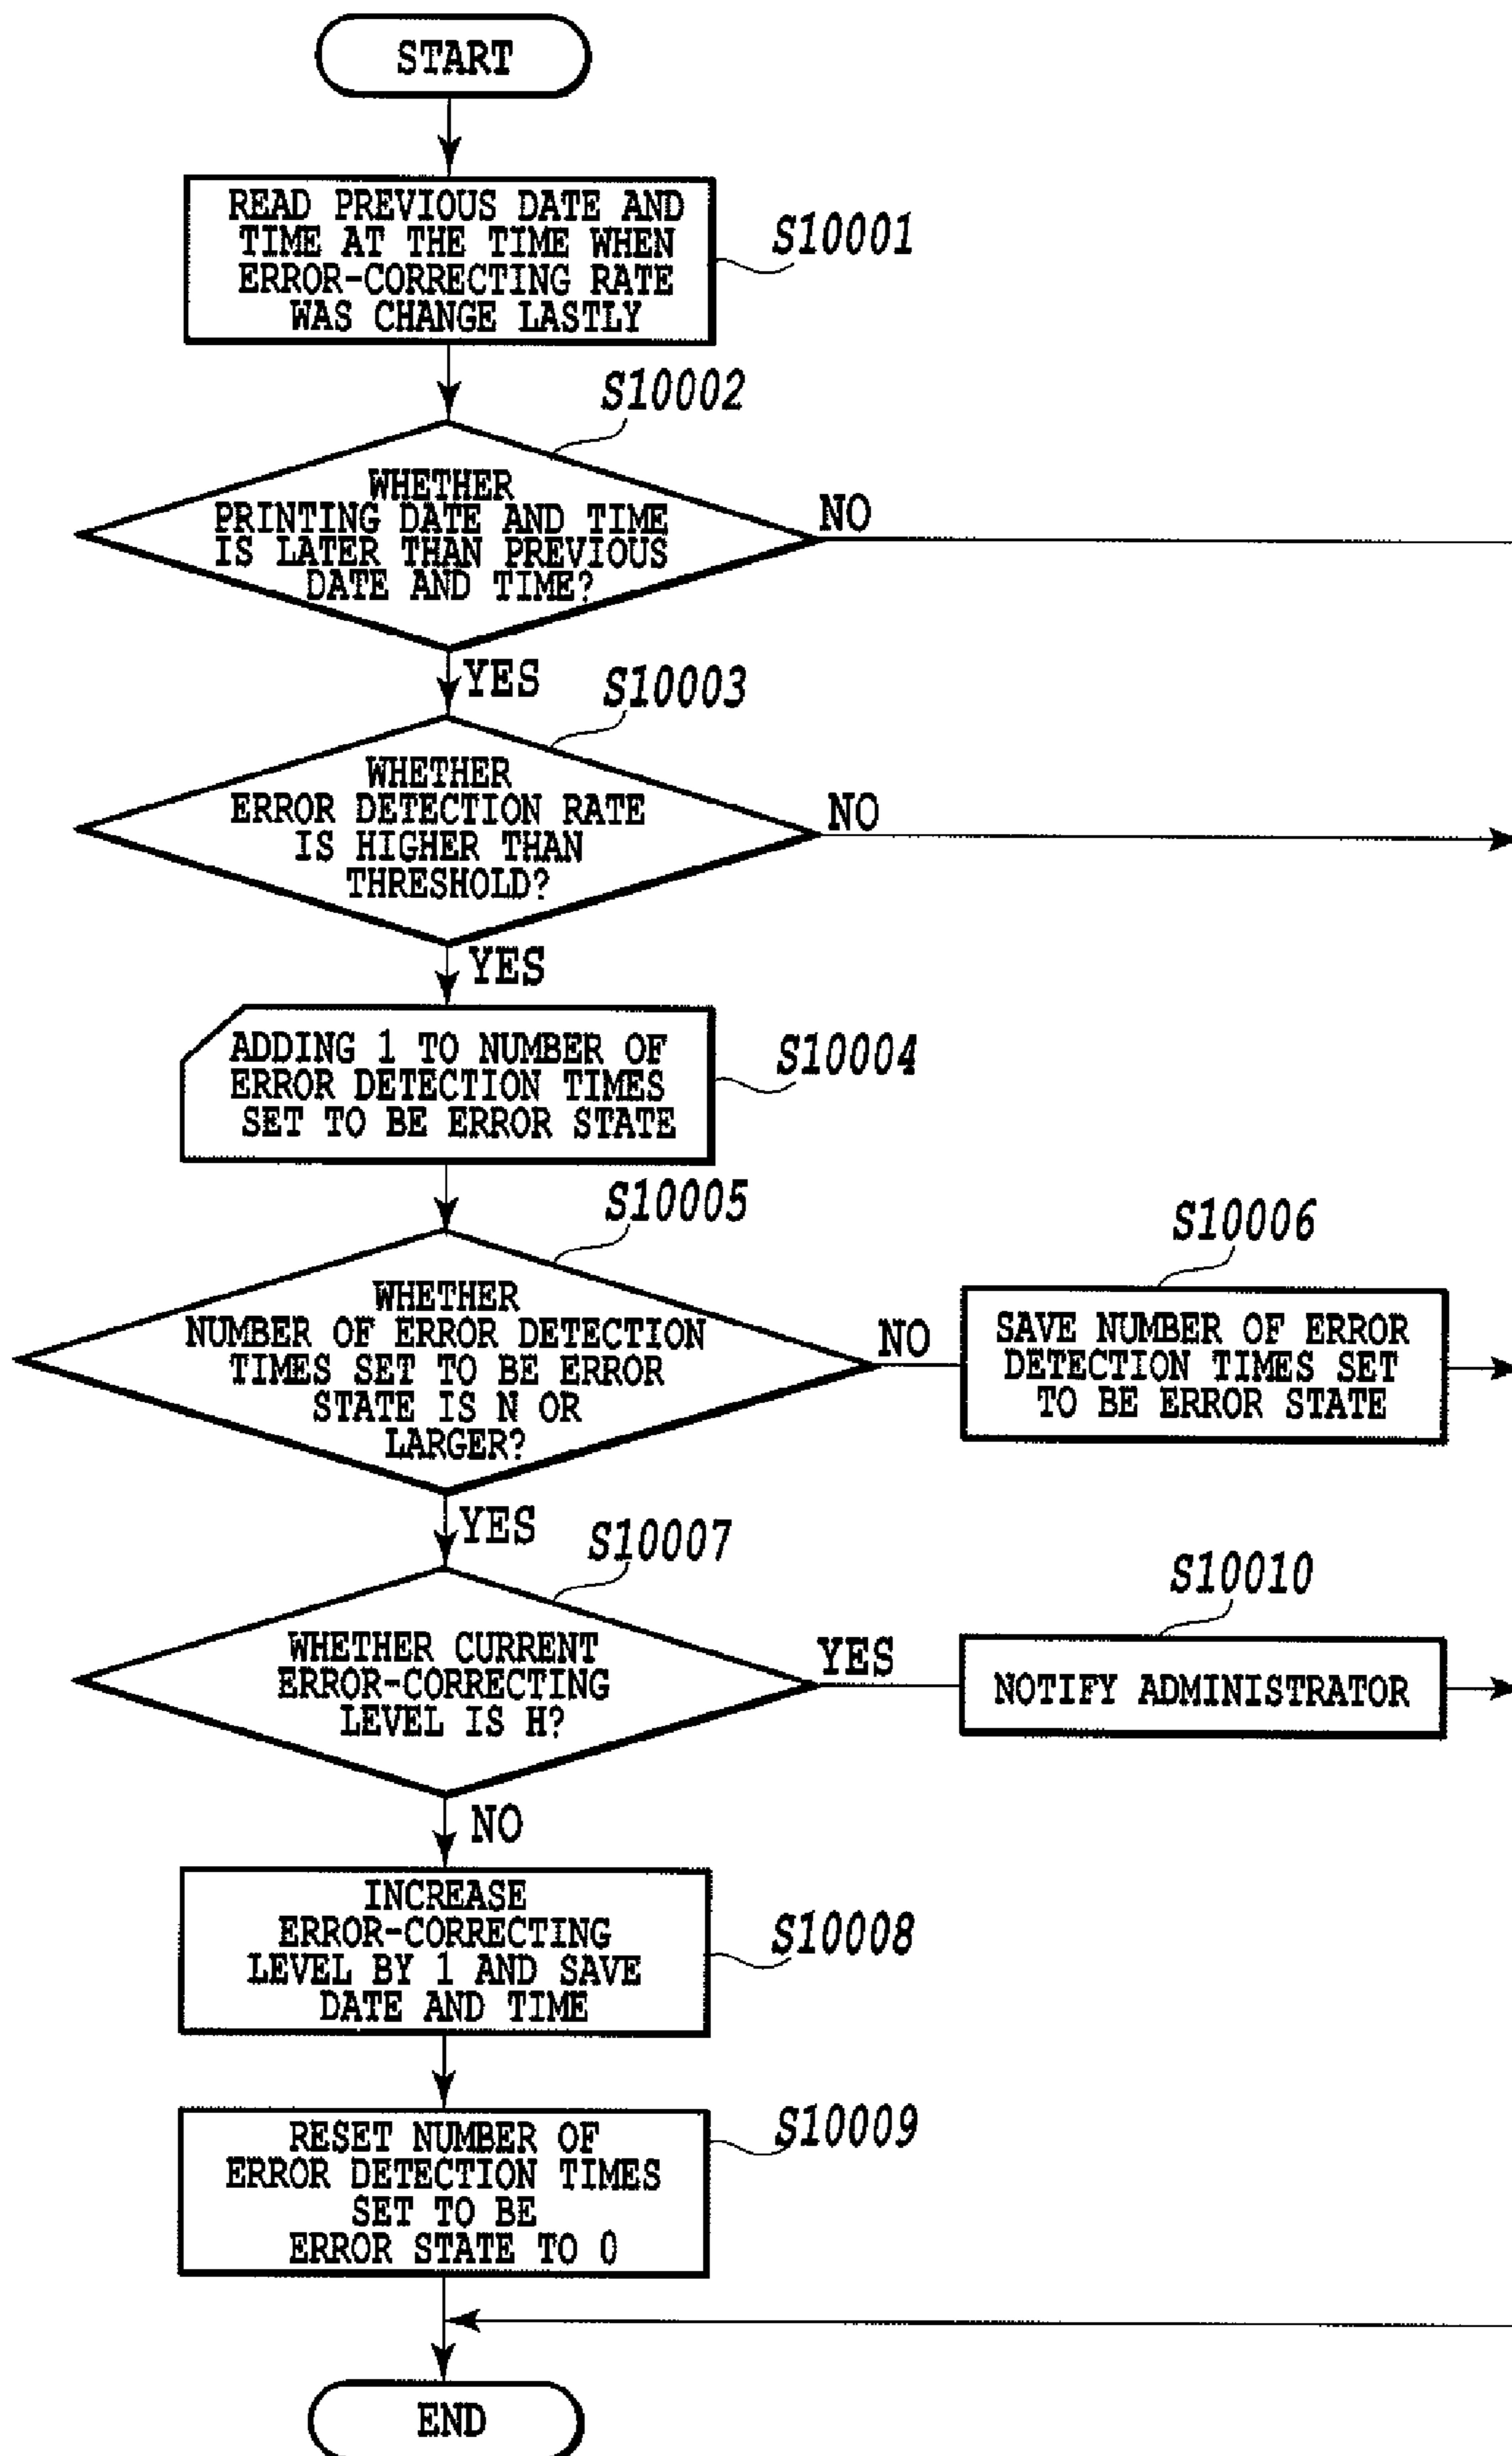 START
READ PREVIOUS DATE AND
TIME AT THE TIME WHEN
ERROR-CORRECTING RATE
WAS CHANGE LASTLY
S10001
S10002
WHETHER
PRINTING DATE AND TIME
IS LATER THAN PREVIOUS
DATE AND TIME?
NO
YES
S10003
WHETHER
ERROR DETECTION RATE
IS HIGHER THAN
THRESHOLD?
NO
YES
ADDING 1 TO NUMBER OF
ERROR DETECTION TIMES
SET TO BE ERROR STATE
S10004
S10005
WHETHER
NUMBER OF ERROR DETECTION
TIMES SET TO BE ERROR
STATE IS N OR
LARGER?
NO
S10006
SAVE NUMBER OF ERROR
DETECTION TIMES SET
TO BE ERROR STATE
YES
S10007
WHETHER CURRENT
ERROR-CORRECTING
LEVEL IS H?
YES
S10010
NOTIFY ADMINISTRATOR
NO
INCREASE
ERROR-CORRECTING
LEVEL BY 1 AND SAVE
DATE AND TIME
S10008
RESET NUMBER OF
ERROR DETECTION TIMES
SET TO BE
ERROR STATE TO 0
S10009
END